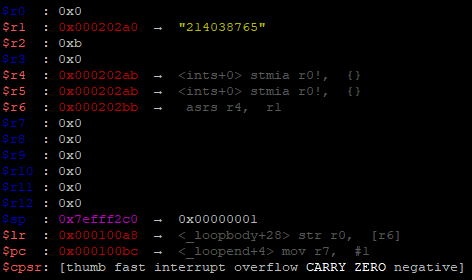 $r0 : 0x0
$r1 : 0x000202a0 → "214038765"
$r2 : 0xb
$r3 : 0x0
$r4 : 0x000202ab → <ints+0> stmia r0!, {}
$r5 : 0x000202ab → <ints+0> stmia r0!, {}
$r6 : 0x000202bb → asrs r4, r1
$r7 : 0x0
$r8 : 0x0
$r9 : 0x0
$r10 : 0x0
$r11 : 0x0
$r12 : 0x0
$sp : 0x7efff2c0 → 0x00000001
$lr : 0x000100a8 → <_loopbody+28> str r0, [r6]
$pc : 0x000100bc → <_loopend+4> mov r7, #1
$cpsr: [thumb fast interrupt overflow CARRY ZERO negative]